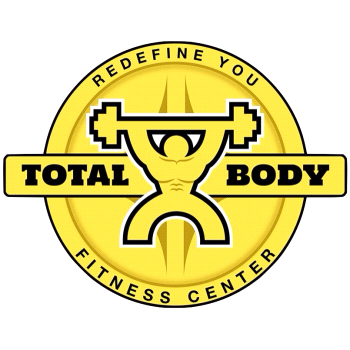 REDEFINE YOU
TOTAL BODY
FITNESS CENTER